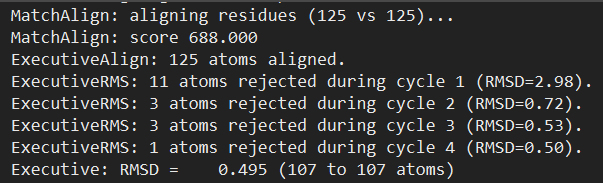 MatchAlign: aligning residues (125 vs 125)...
MatchAlign: score 688.000
ExecutiveAlign: 125 atoms aligned.
ExecutiveRMS: 11 atoms rejected during cycle 1 (RMSD=2.98).
ExecutiveRMS: 3 atoms rejected during cycle 2 (RMSD=0.72).
ExecutiveRMS: 3 atoms rejected during cycle 3 (RMSD=0.53).
ExecutiveRMS: 1 atoms rejected during cycle 4 (RMSD=0.50).
Executive: RMSD =    0.495 (107 to 107 atoms)